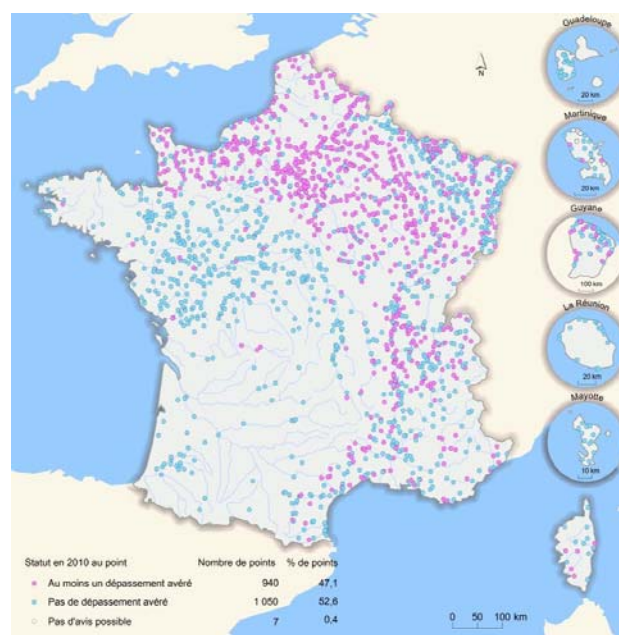 Guadeloupe
20 km
Martinique
20 km
Guyane
100 km
La Réunion
20 km
Mayotte
10 km
N
Statut en 2010 au point Nombre de points % de points
Au moins un dépassement avéré 940 47,1
Pas de dépassement avéré 1 050 52,6
Pas d'avis possible 7 0,4
0 50 100 km